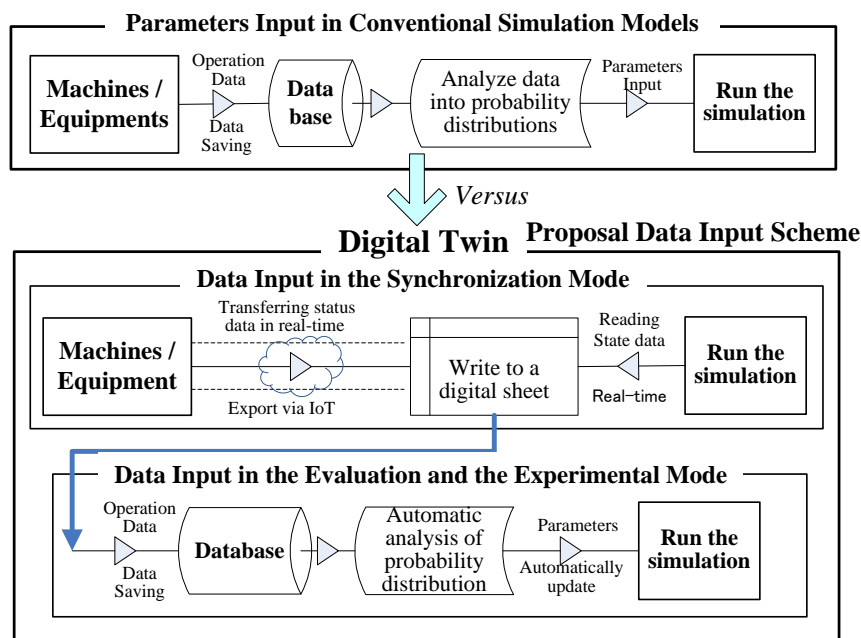 Parameters Input in Conventional Simulation Models
Machines /
Equipments
Operation
Data
Data
Saving
Data
base
Analyze data
into probability
distributions
Parameters
Input
Run the
simulation
Versus
Digital Twin Proposal Data Input Scheme
Data Input in the Synchronization Mode
Machines /
Equipment
Transferring status
data in real-time
Export via IoT
Write to a
digital sheet
Reading
State data
Real-time
Run the
simulation
Data Input in the Evaluation and the Experimental Mode
Operation
Data
Data
Saving
Database
Automatic
analysis of
probability
distribution
Parameters
Automatically
update
Run the
simulation